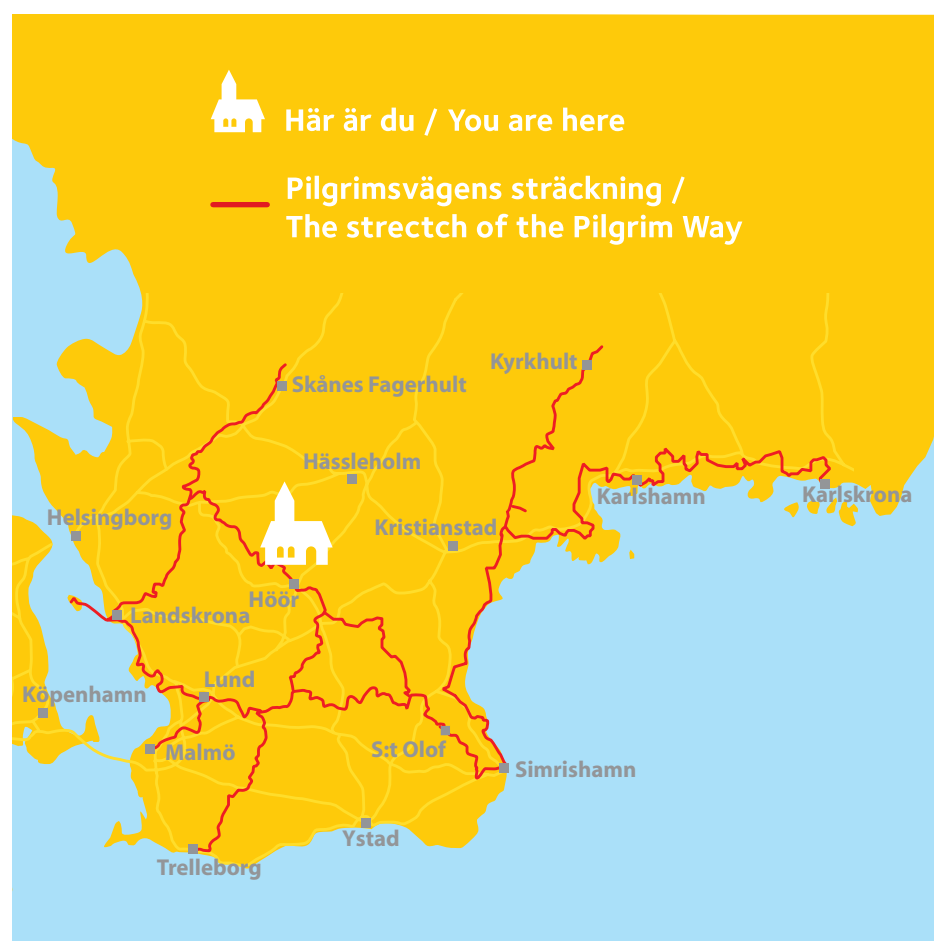 Här är du / You are here
Pilgrimsvägens sträckning /
The strectch of the Pilgrim Way
Kyrkhult
Skånes Fagerhult
Hässleholm
Karlshamn
Karlskrona
Helsingborg
Kristianstad
Höör
Landskrona
Lund
Köpenhamn
Malmö
S:t Olof
Simrishamn
Ystad
Trelleborg